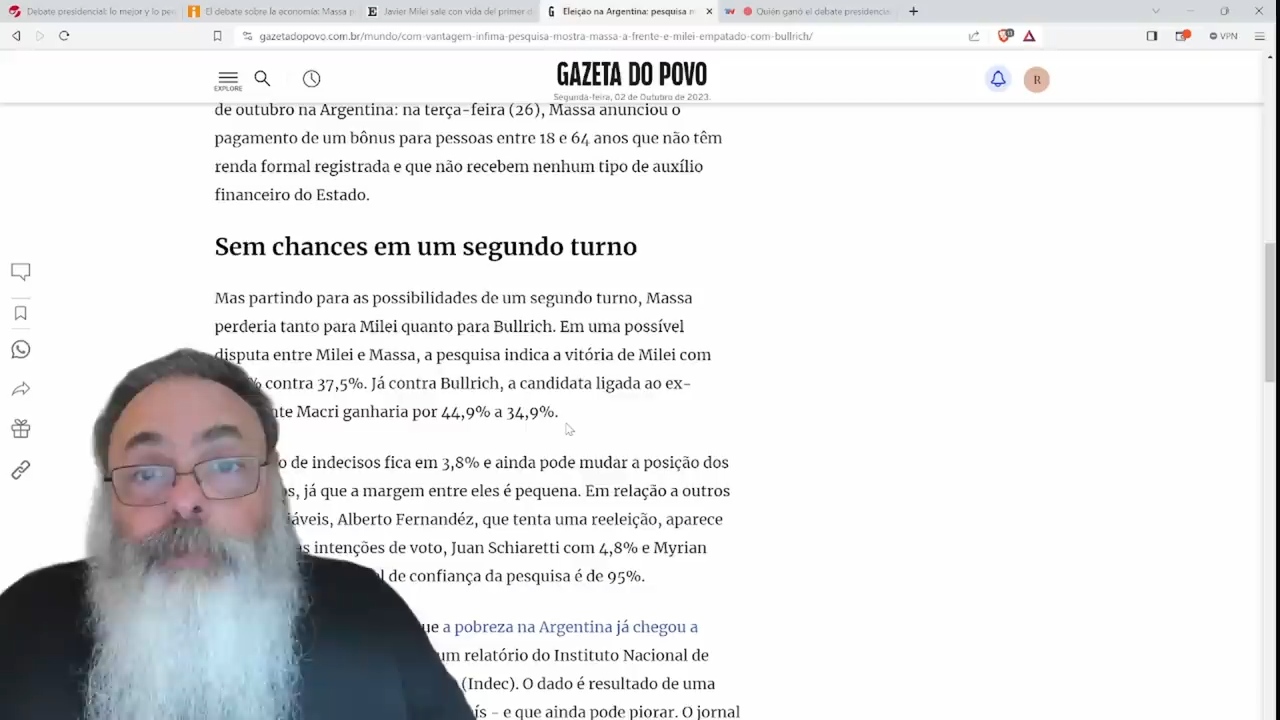 Debate presidencial: lo mejor y lo pe
El debate sobre la economía: Massa p
Javier Milei sale con vida del primer d
Eleição na Argentina: pesquisa m
Quién ganó el debate presidencia
gazetadopovo.com.br/mundo/com-vantagem-infima-pesquisa-mostra-massa-a-frente-e-milei-empatado-com-bullrich/
VPN
EXPLORE
GAZETA DO POVO
Segunda-feira, 02 de Outubro de 2023.
R
de outubro na Argentina: na terça-feira (26), Massa anunciou o
pagamento de um bônus para pessoas entre 18 e 64 anos que não têm
renda formal registrada e que não recebem nenhum tipo de auxílio
financeiro do Estado.
Sem chances em um segundo turno
Mas partindo para as possibilidades de um segundo turno, Massa
perderia tanto para Milei quanto para Bullrich. Em uma possível
disputa entre Milei e Massa, a pesquisa indica a vitória de Milei com
% contra 37,5%. Já contra Bullrich, a candidata ligada ao ex-
nte Macri ganharia por 44,9% a 34,9%.
o de indecisos fica em 3,8% e ainda pode mudar a posição dos
s, já que a margem entre eles é pequena. Em relação a outros
iáveis, Alberto Fernandéz, que tenta uma reeleição, aparece
as intenções de voto, Juan Schiaretti com 4,8% e Myrian
l de confiança da pesquisa é de 95%.
ue a pobreza na Argentina já chegou a
um relatório do Instituto Nacional de
(Indec). O dado é resultado de uma
ís - e que ainda pode piorar. O jornal